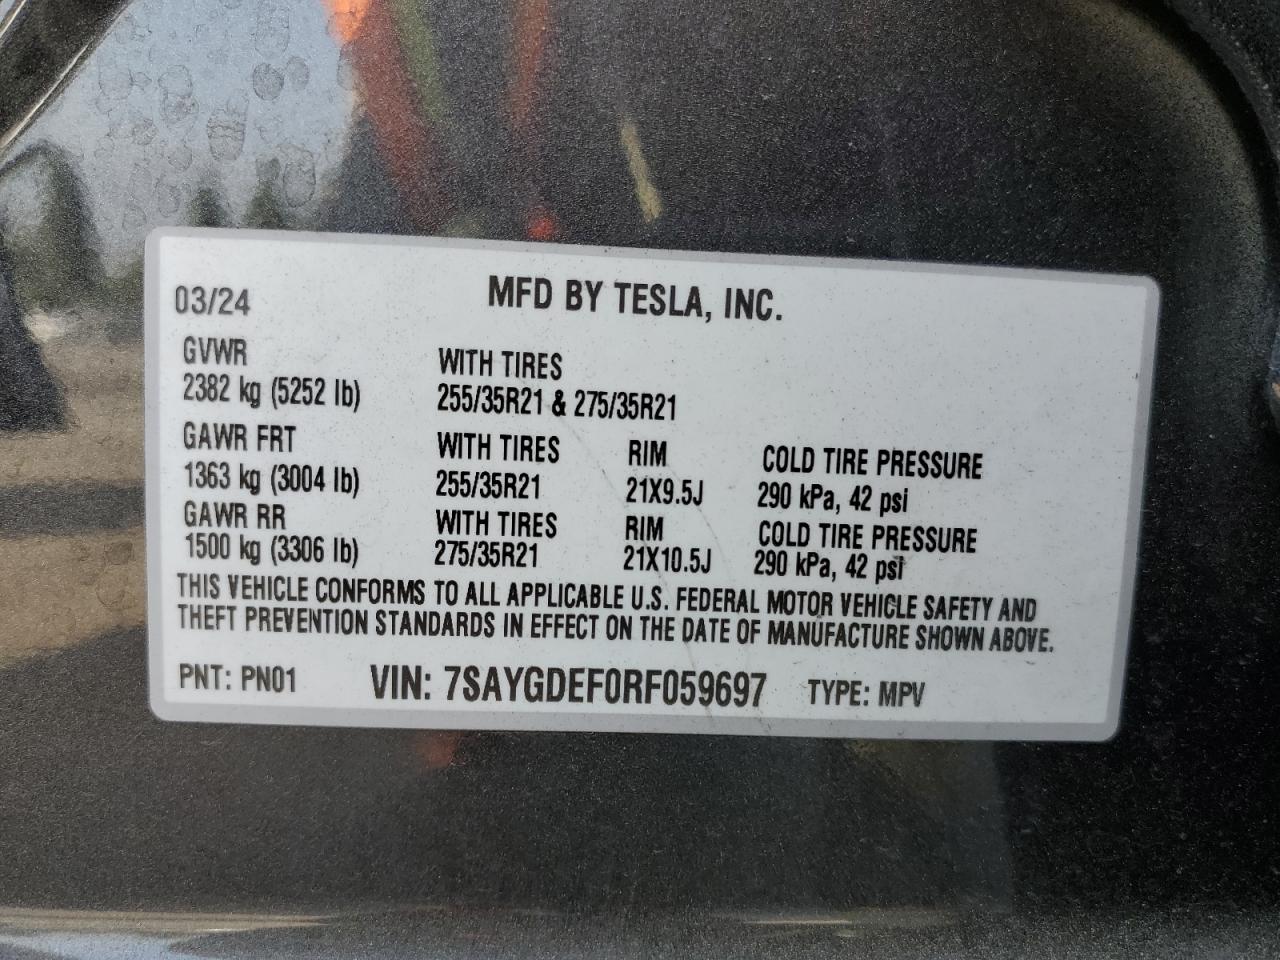 03/24 MFD BY TESLA, INC.
GVWR WITH TIRES
2382 kg (5252 lb) 255/35R21 & 275/35R21
GAWR FRT WITH TIRES RIM COLD TIRE PRESSURE
1363 kg (3004 lb) 255/35R21 21X9.5J 290 kPa, 42 psi
GAWR RR WITH TIRES RIM COLD TIRE PRESSURE
1500 kg (3306 lb) 275/35R21 21X10.5J 290 kPa, 42 psi
THIS VEHICLE CONFORMS TO ALL APPLICABLE U.S. FEDERAL MOTOR VEHICLE SAFETY AND
THEFT PREVENTION STANDARDS IN EFFECT ON THE DATE OF MANUFACTURE SHOWN ABOVE.
PNT: PN01 VIN: 7SAYGDEF0RF059697 TYPE: MPV